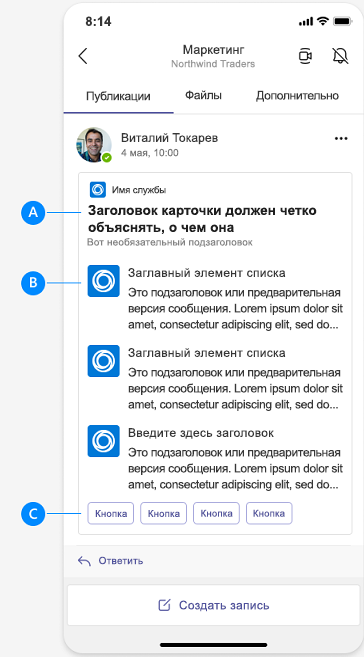 8:14
Маркетинг
Northwind Traders
Публикации Файлы Дополнительно
Виталий Токарев
4 мая, 10:00
Имя службы
A
Заголовок карточки должен четко
объяснять, о чем она
Вот необязательный подзаголовок
B
Заглавный элемент списка
Это подзаголовок или предварительная
версия сообщения. Lorem ipsum dolor sit
amet, consectetur adipiscing elit, sed do...
Заглавный элемент списка
Это подзаголовок или предварительная
версия сообщения. Lorem ipsum dolor sit
amet, consectetur adipiscing elit, sed do...
Введите здесь заголовок
Это подзаголовок или предварительная
версия сообщения. Lorem ipsum dolor sit
amet, consectetur adipiscing elit, sed do...
C
Кнопка Кнопка Кнопка Кнопка
Ответить
Создать запись